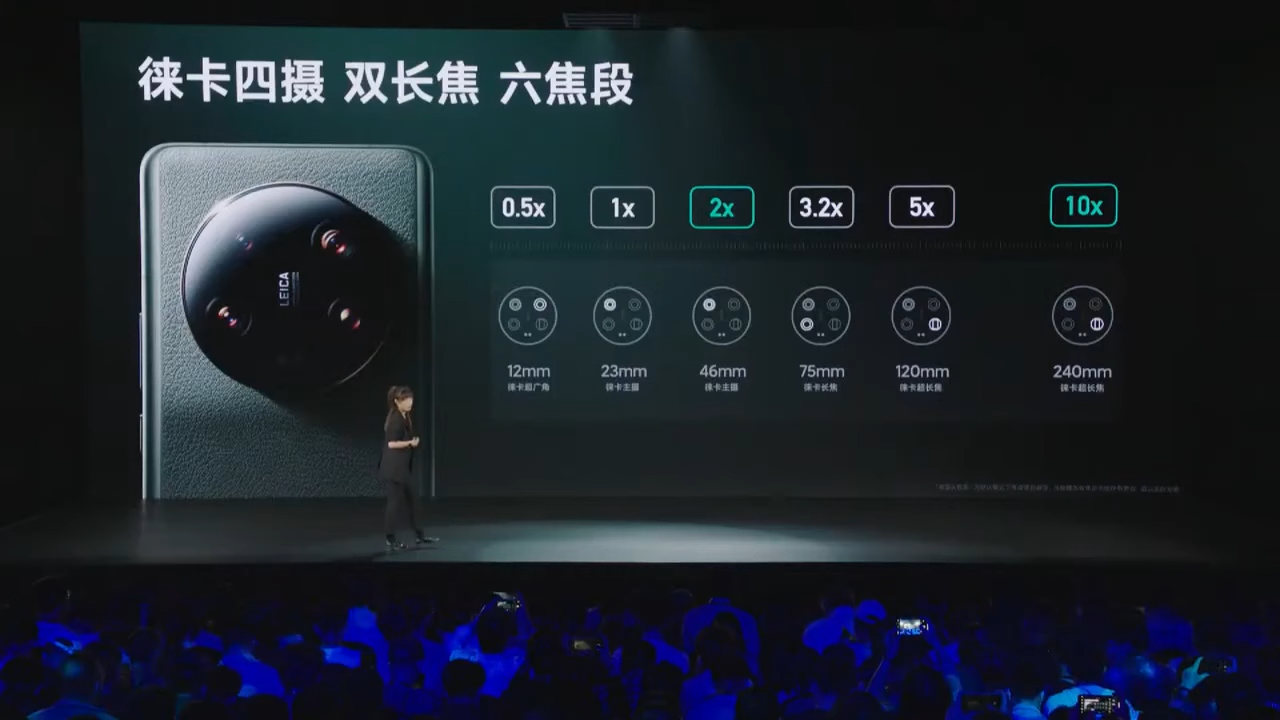 徕卡四摄 双长焦 六焦段
0.5x 1x 2x 3.2x 5x 10x
LEICA
12mm 23mm 46mm 75mm 120mm 240mm
徕卡超广角 徕卡主摄 徕卡主摄 徕卡长焦 徕卡超长焦 徕卡超长焦